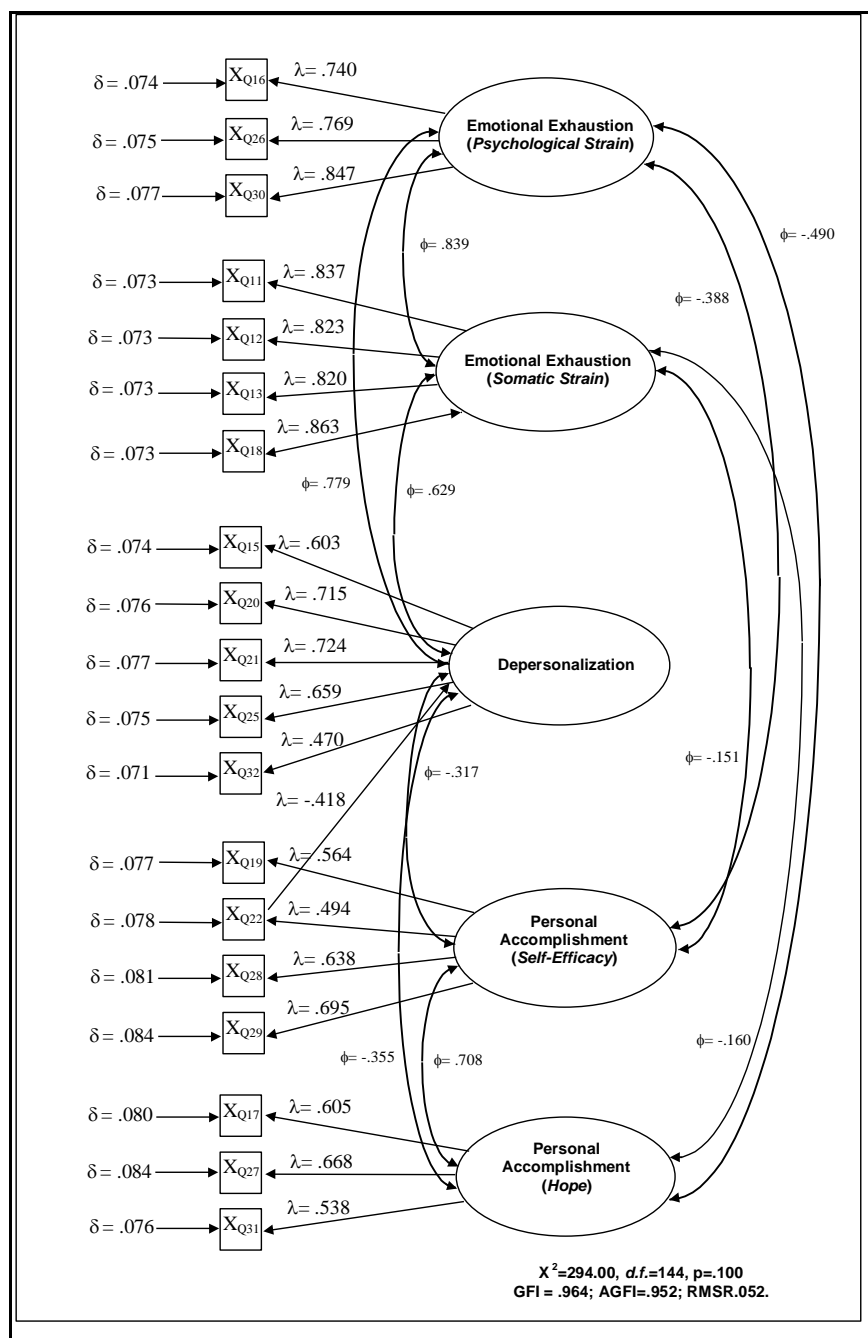 δ = .074 X_Q16 λ= .740
δ = .075 X_Q26 λ= .769
δ = .077 X_Q30 λ= .847
Emotional Exhaustion
(Psychological Strain)
ϕ= .839
ϕ= -.490
ϕ= -.388
δ = .073 X_Q11 λ= .837
δ = .073 X_Q12 λ= .823
δ = .073 X_Q13 λ= .820
δ = .073 X_Q18 λ= .863
Emotional Exhaustion
(Somatic Strain)
ϕ= .779
ϕ= .629
δ = .074 X_Q15 λ= .603
δ = .076 X_Q20 λ= .715
δ = .077 X_Q21 λ= .724
δ = .075 X_Q25 λ= .659
δ = .071 X_Q32 λ= .470
Depersonalization
λ= -.418
ϕ= -.317
ϕ= -.151
δ = .077 X_Q19 λ= .564
δ = .078 X_Q22 λ= .494
δ = .081 X_Q28 λ= .638
δ = .084 X_Q29 λ= .695
Personal
Accomplishment
(Self-Efficacy)
ϕ= -.355
ϕ= .708
ϕ= -.160
δ = .080 X_Q17 λ= .605
δ = .084 X_Q27 λ= .668
δ = .076 X_Q31 λ= .538
Personal
Accomplishment
(Hope)
X²=294.00, d.f.=144, p=.100
GFI = .964; AGFI=.952; RMSR.052.